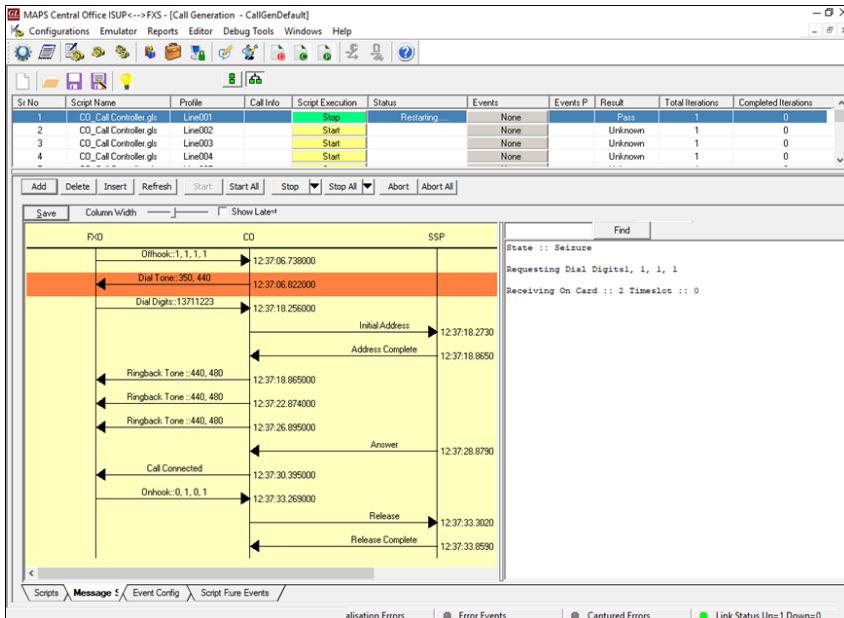 MAPS Central Office ISUP<-->FXS - [Call Generation - CallGenDefault]
Configurations Emulator Reports Editor Debug Tools Windows Help
Sr No Script Name Profile Call Info Script Execution Status Events Events P Result Total Iterations Completed Iterations
1 CO_Call Controller.gls Line001 Stop Restarting.... None Pass 1 0
2 CO_Call Controller.gls Line002 Start None Unknown 1 0
3 CO_Call Controller.gls Line003 Start None Unknown 1 0
4 CO_Call Controller.gls Line004 Start None Unknown 1 0
Add Delete Insert Refresh Start Start All Stop Stop All Abort Abort All
Save Column Width Show Latest
Find
FXO CO SSP
State :: Seizure
Offhook::1, 1, 1, 1 12:37:06.738000
Requesting Dial Digits1, 1, 1, 1
Dial Tone::350, 440 12:37:06.822000
Receiving On Card :: 2 Timeslot :: 0
Dial Digits::13711223 12:37:18.256000
Initial Address 12:37:18.2730
Address Complete 12:37:18.8650
Ringback Tone ::440, 480 12:37:18.865000
Ringback Tone ::440, 480 12:37:22.874000
Ringback Tone ::440, 480 12:37:26.895000
Answer 12:37:28.8790
Call Connected 12:37:30.395000
Onhook::0, 1, 0, 1 12:37:33.269000
Release 12:37:33.3020
Release Complete 12:37:33.8590
Scripts Message S Event Config Script Flure Events
alisation Errors Error Events Captured Errors Link Status Up=1 Down=0